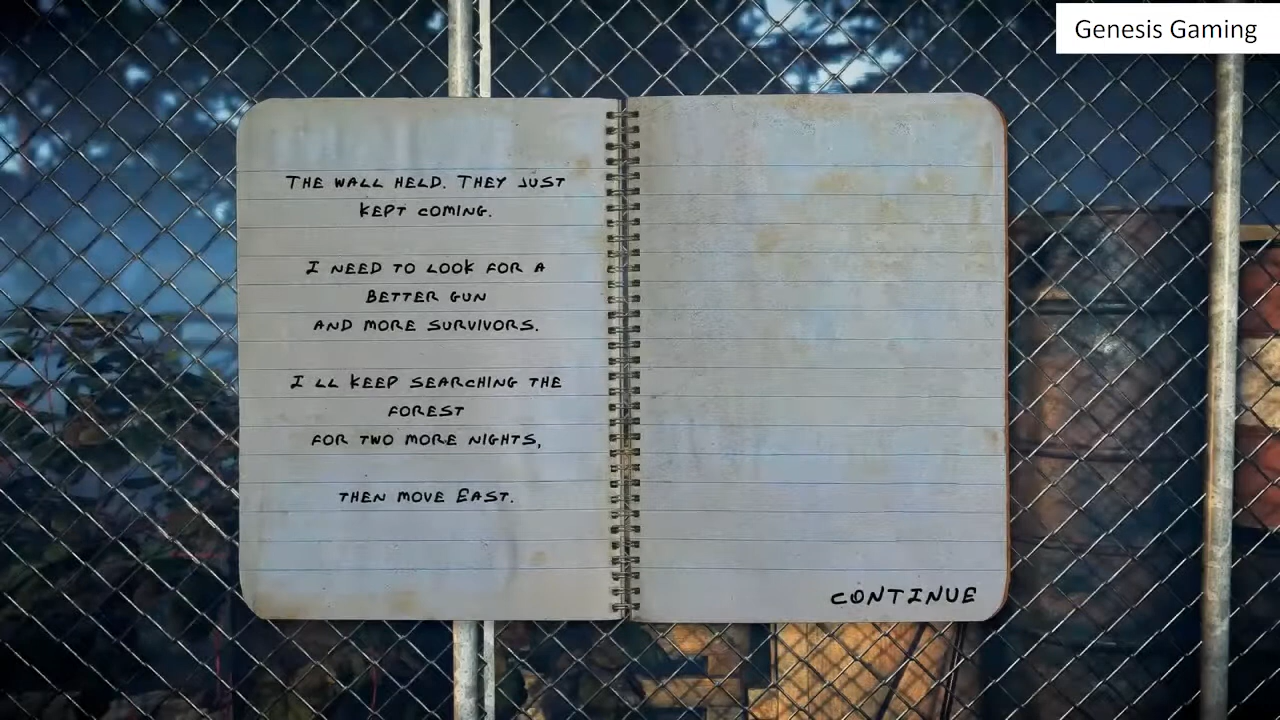 Genesis Gaming
THE WALL HELD. THEY JUST
KEPT COMING.
I NEED TO LOOK FOR A
BETTER GUN
AND MORE SURVIVORS.
I LL KEEP SEARCHING THE
FOREST
FOR TWO MORE NIGHTS,
THEN MOVE EAST.
CONTINUE